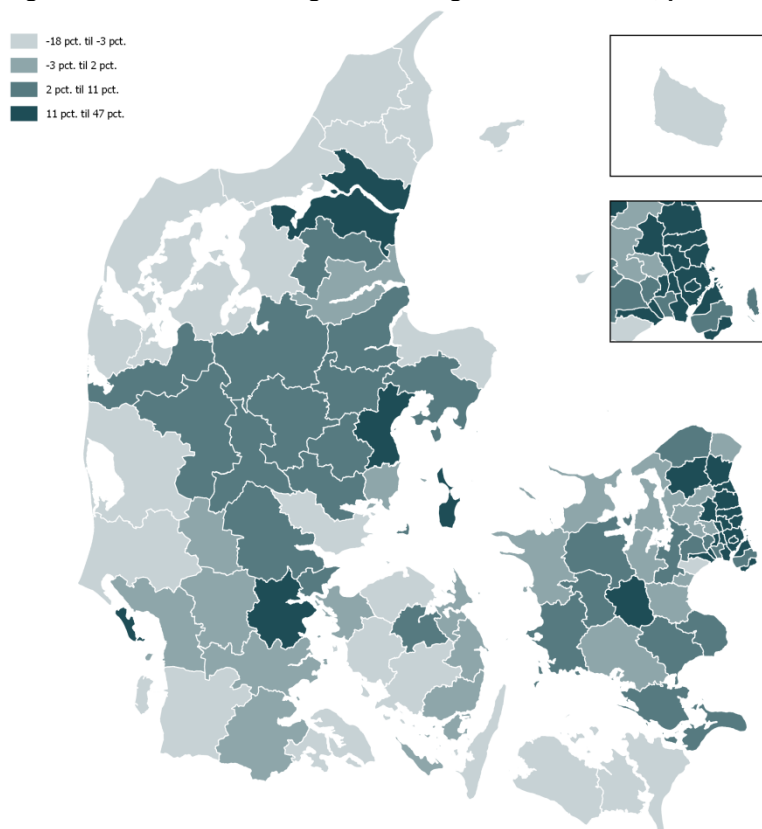 -18 pct. til -3 pct.
-3 pct. til 2 pct.
2 pct. til 11 pct.
11 pct. til 47 pct.